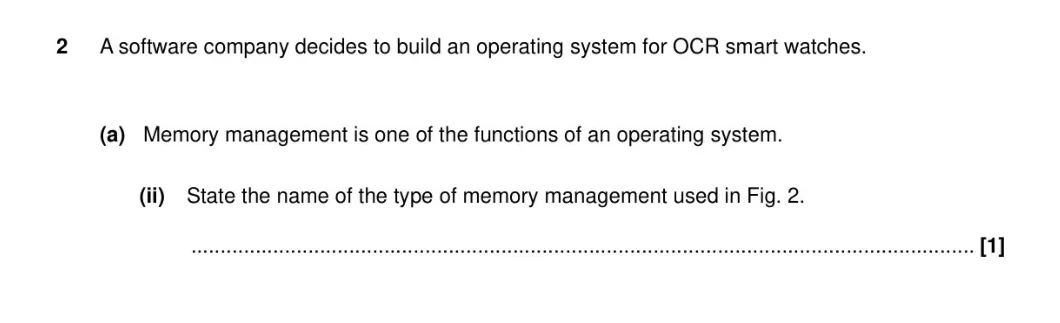 2 A software company decides to build an operating system for OCR smart watches.
(a) Memory management is one of the functions of an operating system.
(ii) State the name of the type of memory management used in Fig. 2.
.................................................................................................................................... [1]